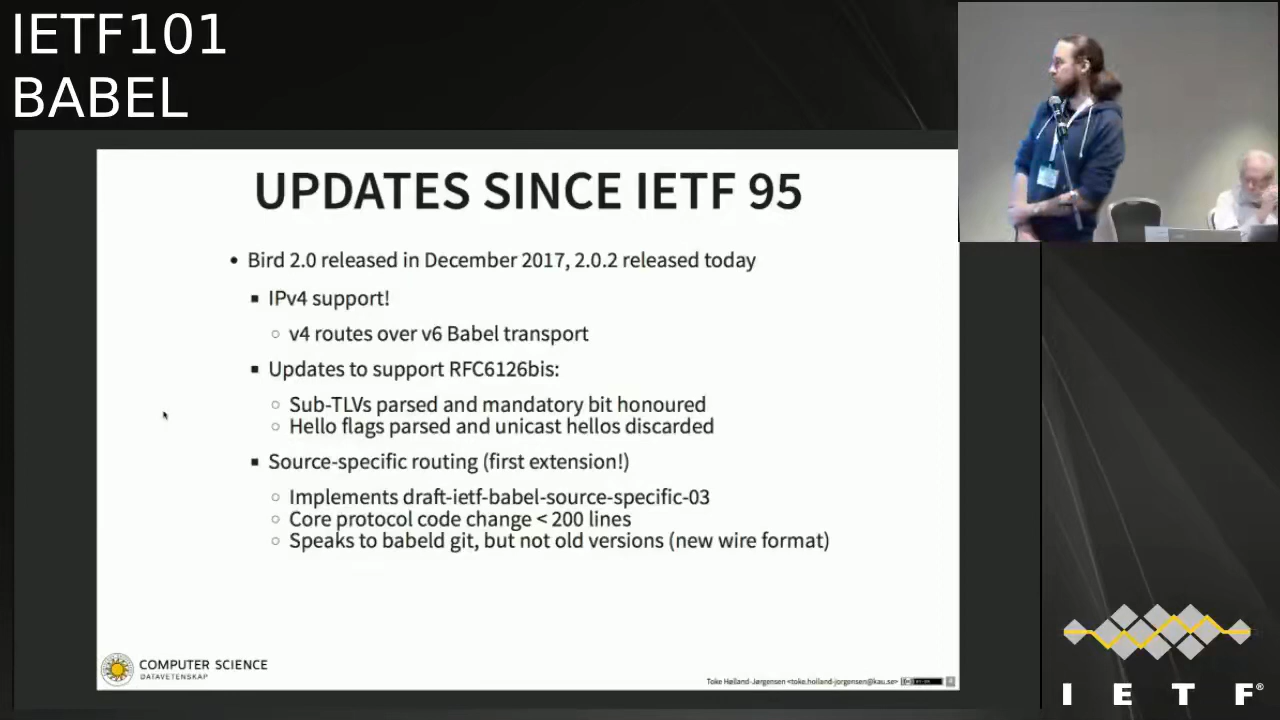 IETF101
BABEL
UPDATES SINCE IETF 95
• Bird 2.0 released in December 2017, 2.0.2 released today
▪ IPv4 support!
○ v4 routes over v6 Babel transport
▪ Updates to support RFC6126bis:
○ Sub-TLVs parsed and mandatory bit honoured
○ Hello flags parsed and unicast hellos discarded
▪ Source-specific routing (first extension!)
○ Implements draft-ietf-babel-source-specific-03
○ Core protocol code change < 200 lines
○ Speaks to babeld git, but not old versions (new wire format)
COMPUTER SCIENCE
DATAVETENSKAP
Toke Høiland-Jørgensen <toke.hoiland-jorgensen@kau.se>
I E T F®